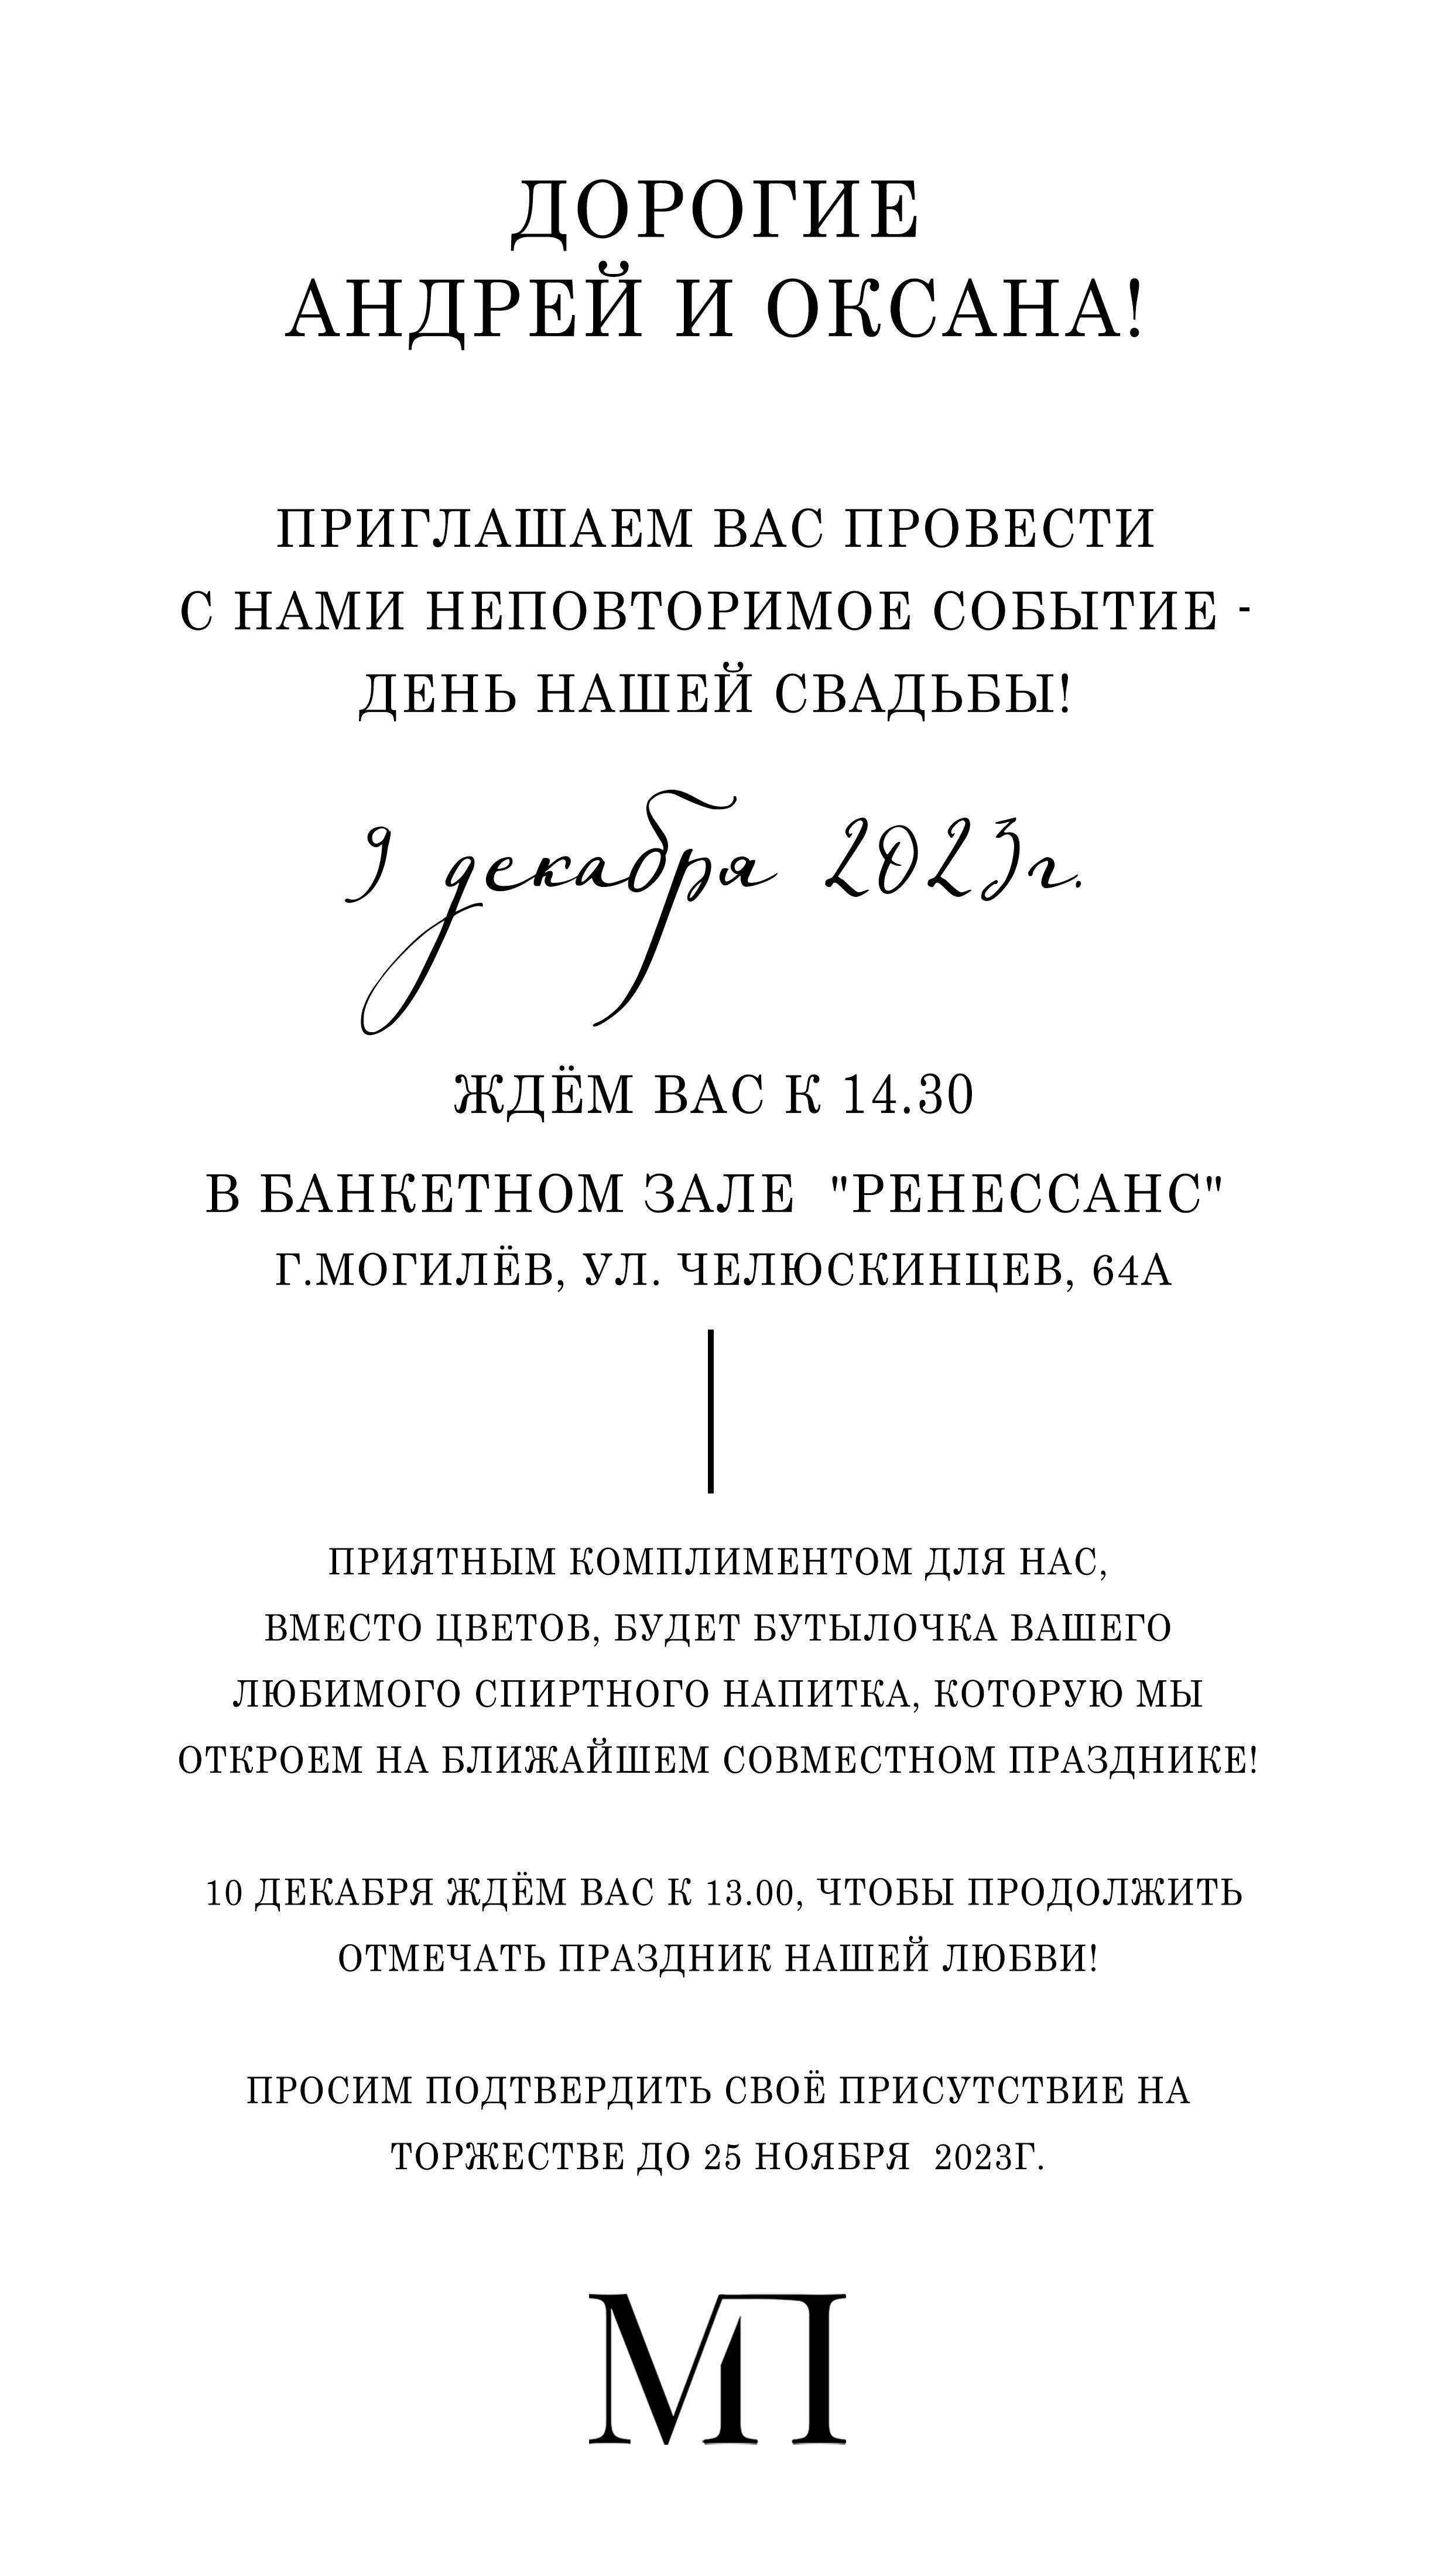 ДОРОГИЕ
АНДРЕЙ И ОКСАНА!
ПРИГЛАШАЕМ ВАС ПРОВЕСТИ
С НАМИ НЕПОВТОРИМОЕ СОБЫТИЕ -
ДЕНЬ НАШЕЙ СВАДЬБЫ!
9 декабря 2023г.
ЖДЁМ ВАС К 14.30
В БАНКЕТНОМ ЗАЛЕ "РЕНЕССАНС"
Г.МОГИЛЁВ, УЛ. ЧЕЛЮСКИНЦЕВ, 64А
ПРИЯТНЫМ КОМПЛИМЕНТОМ ДЛЯ НАС,
ВМЕСТО ЦВЕТОВ, БУДЕТ БУТЫЛОЧКА ВАШЕГО
ЛЮБИМОГО СПИРТНОГО НАПИТКА, КОТОРУЮ МЫ
ОТКРОЕМ НА БЛИЖАЙШЕМ СОВМЕСТНОМ ПРАЗДНИКЕ!
10 ДЕКАБРЯ ЖДЁМ ВАС К 13.00, ЧТОБЫ ПРОДОЛЖИТЬ
ОТМЕЧАТЬ ПРАЗДНИК НАШЕЙ ЛЮБВИ!
ПРОСИМ ПОДТВЕРДИТЬ СВОЁ ПРИСУТСТВИЕ НА
ТОРЖЕСТВЕ ДО 25 НОЯБРЯ 2023Г.
МП